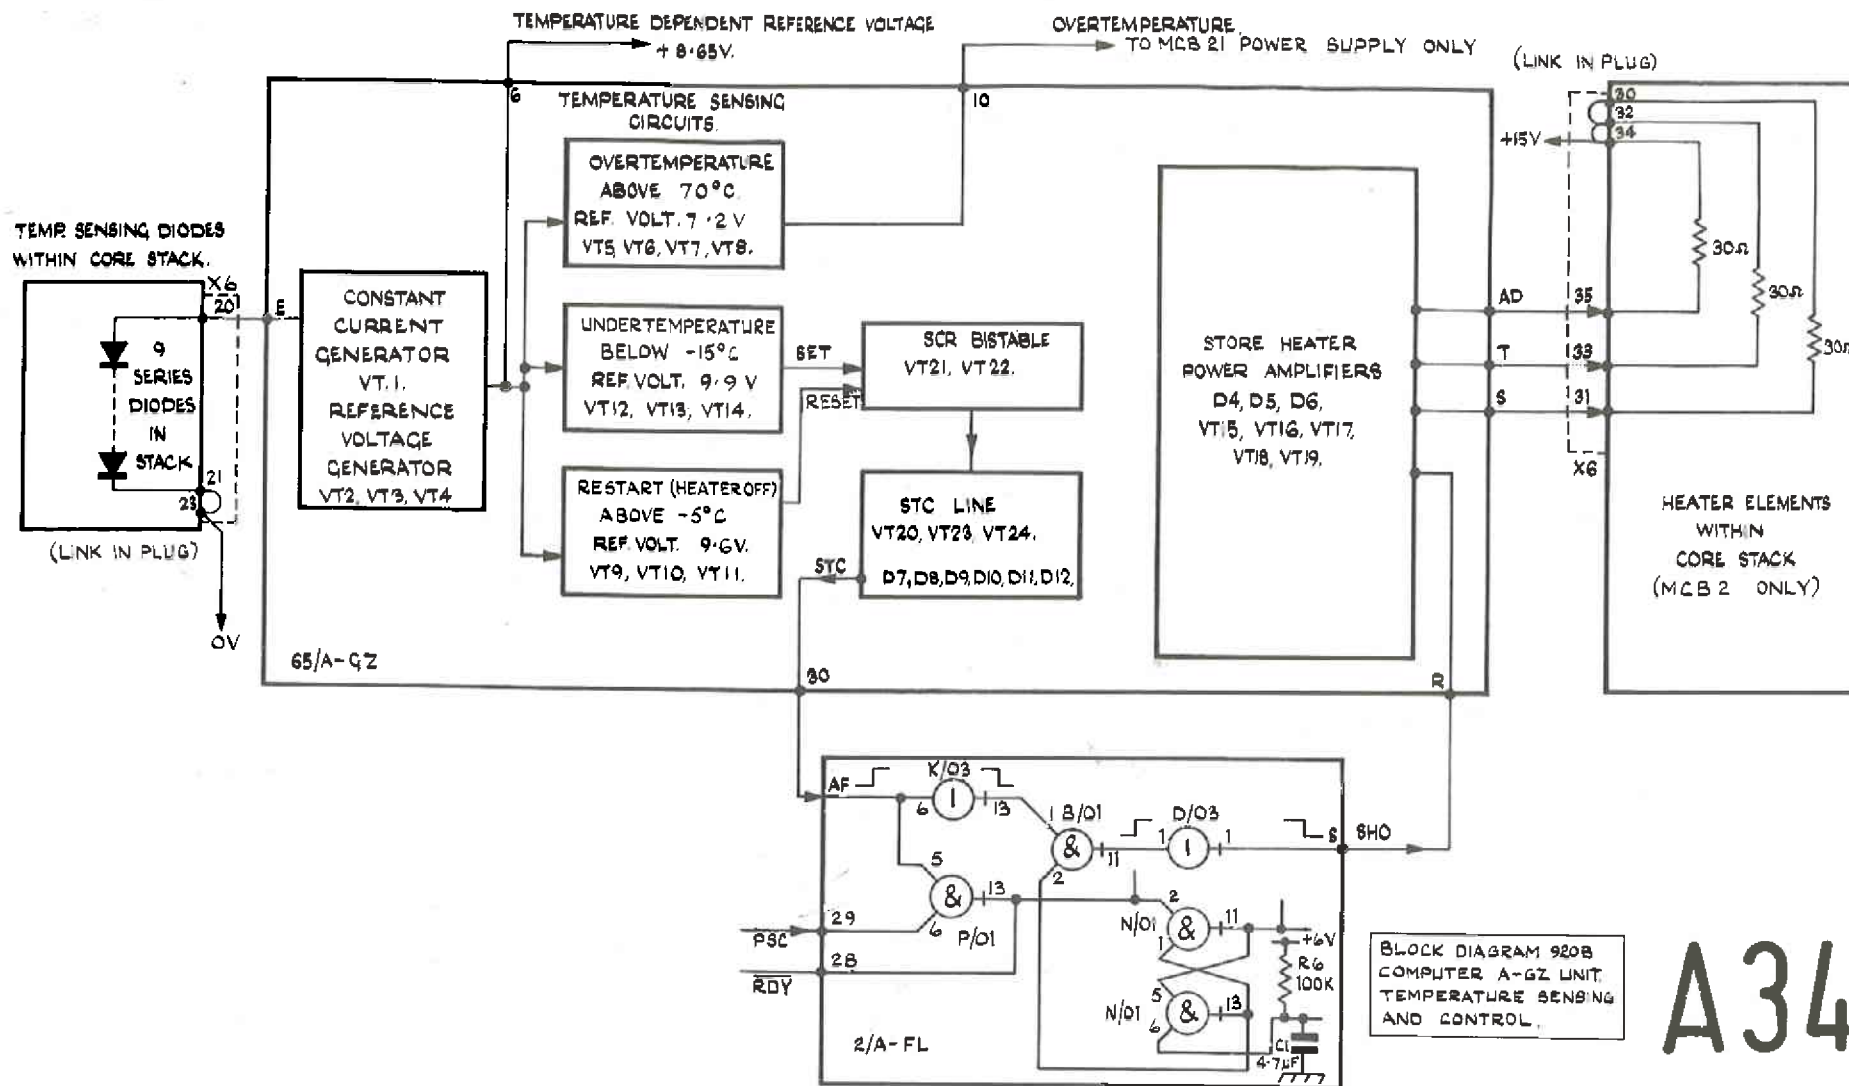 TEMPERATURE DEPENDENT REFERENCE VOLTAGE
+8·65V.
OVERTEMPERATURE.
TO MCB 21 POWER SUPPLY ONLY
(LINK IN PLUG)
6
10
TEMPERATURE SENSING
CIRCUITS.
OVERTEMPERATURE
ABOVE 70°C
REF. VOLT. 7·2V
VT5, VT6, VT7, VT8.
30
32
34
+15V
30Ω
30Ω
30Ω
TEMP. SENSING DIODES
WITHIN CORE STACK.
X6
20
E
9
SERIES
DIODES
IN
STACK
21
23
(LINK IN PLUG)
0V
CONSTANT
CURRENT
GENERATOR
VT.1.
REFERENCE
VOLTAGE
GENERATOR
VT2, VT3, VT4
UNDERTEMPERATURE
BELOW -15°C
REF. VOLT. 9·9V
VT12, VT13, VT14.
SET
RESET
SCR BISTABLE
VT21, VT22.
RESTART (HEATER OFF)
ABOVE -5°C
REF. VOLT. 9·6V.
VT9, VT10, VT11.
STC LINE
VT20, VT23, VT24.
D7, D8, D9, D10, D11, D12,
STC
STORE HEATER
POWER AMPLIFIERS
D4, D5, D6,
VT15, VT16, VT17,
VT18, VT19.
AD
35
T
33
S
31
X6
HEATER ELEMENTS
WITHIN
CORE STACK
(MCB 2 ONLY)
65/A-GZ
30
R
AF
K/03
6
1
13
1
B/01
&
11
2
D/03
1
1
1
S
SHO
5
&
13
6
P/01
PSC
29
RDY
28
2
N/01
&
11
1
5
N/01
&
13
6
+6V
R6
100K
C1
4·7µF
2/A-FL
BLOCK DIAGRAM 920B
COMPUTER A-GZ UNIT.
TEMPERATURE SENSING
AND CONTROL.
A34